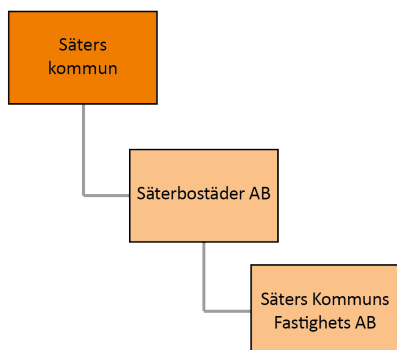 Säters
kommun
Säterbostäder AB
Säters Kommuns
Fastighets AB